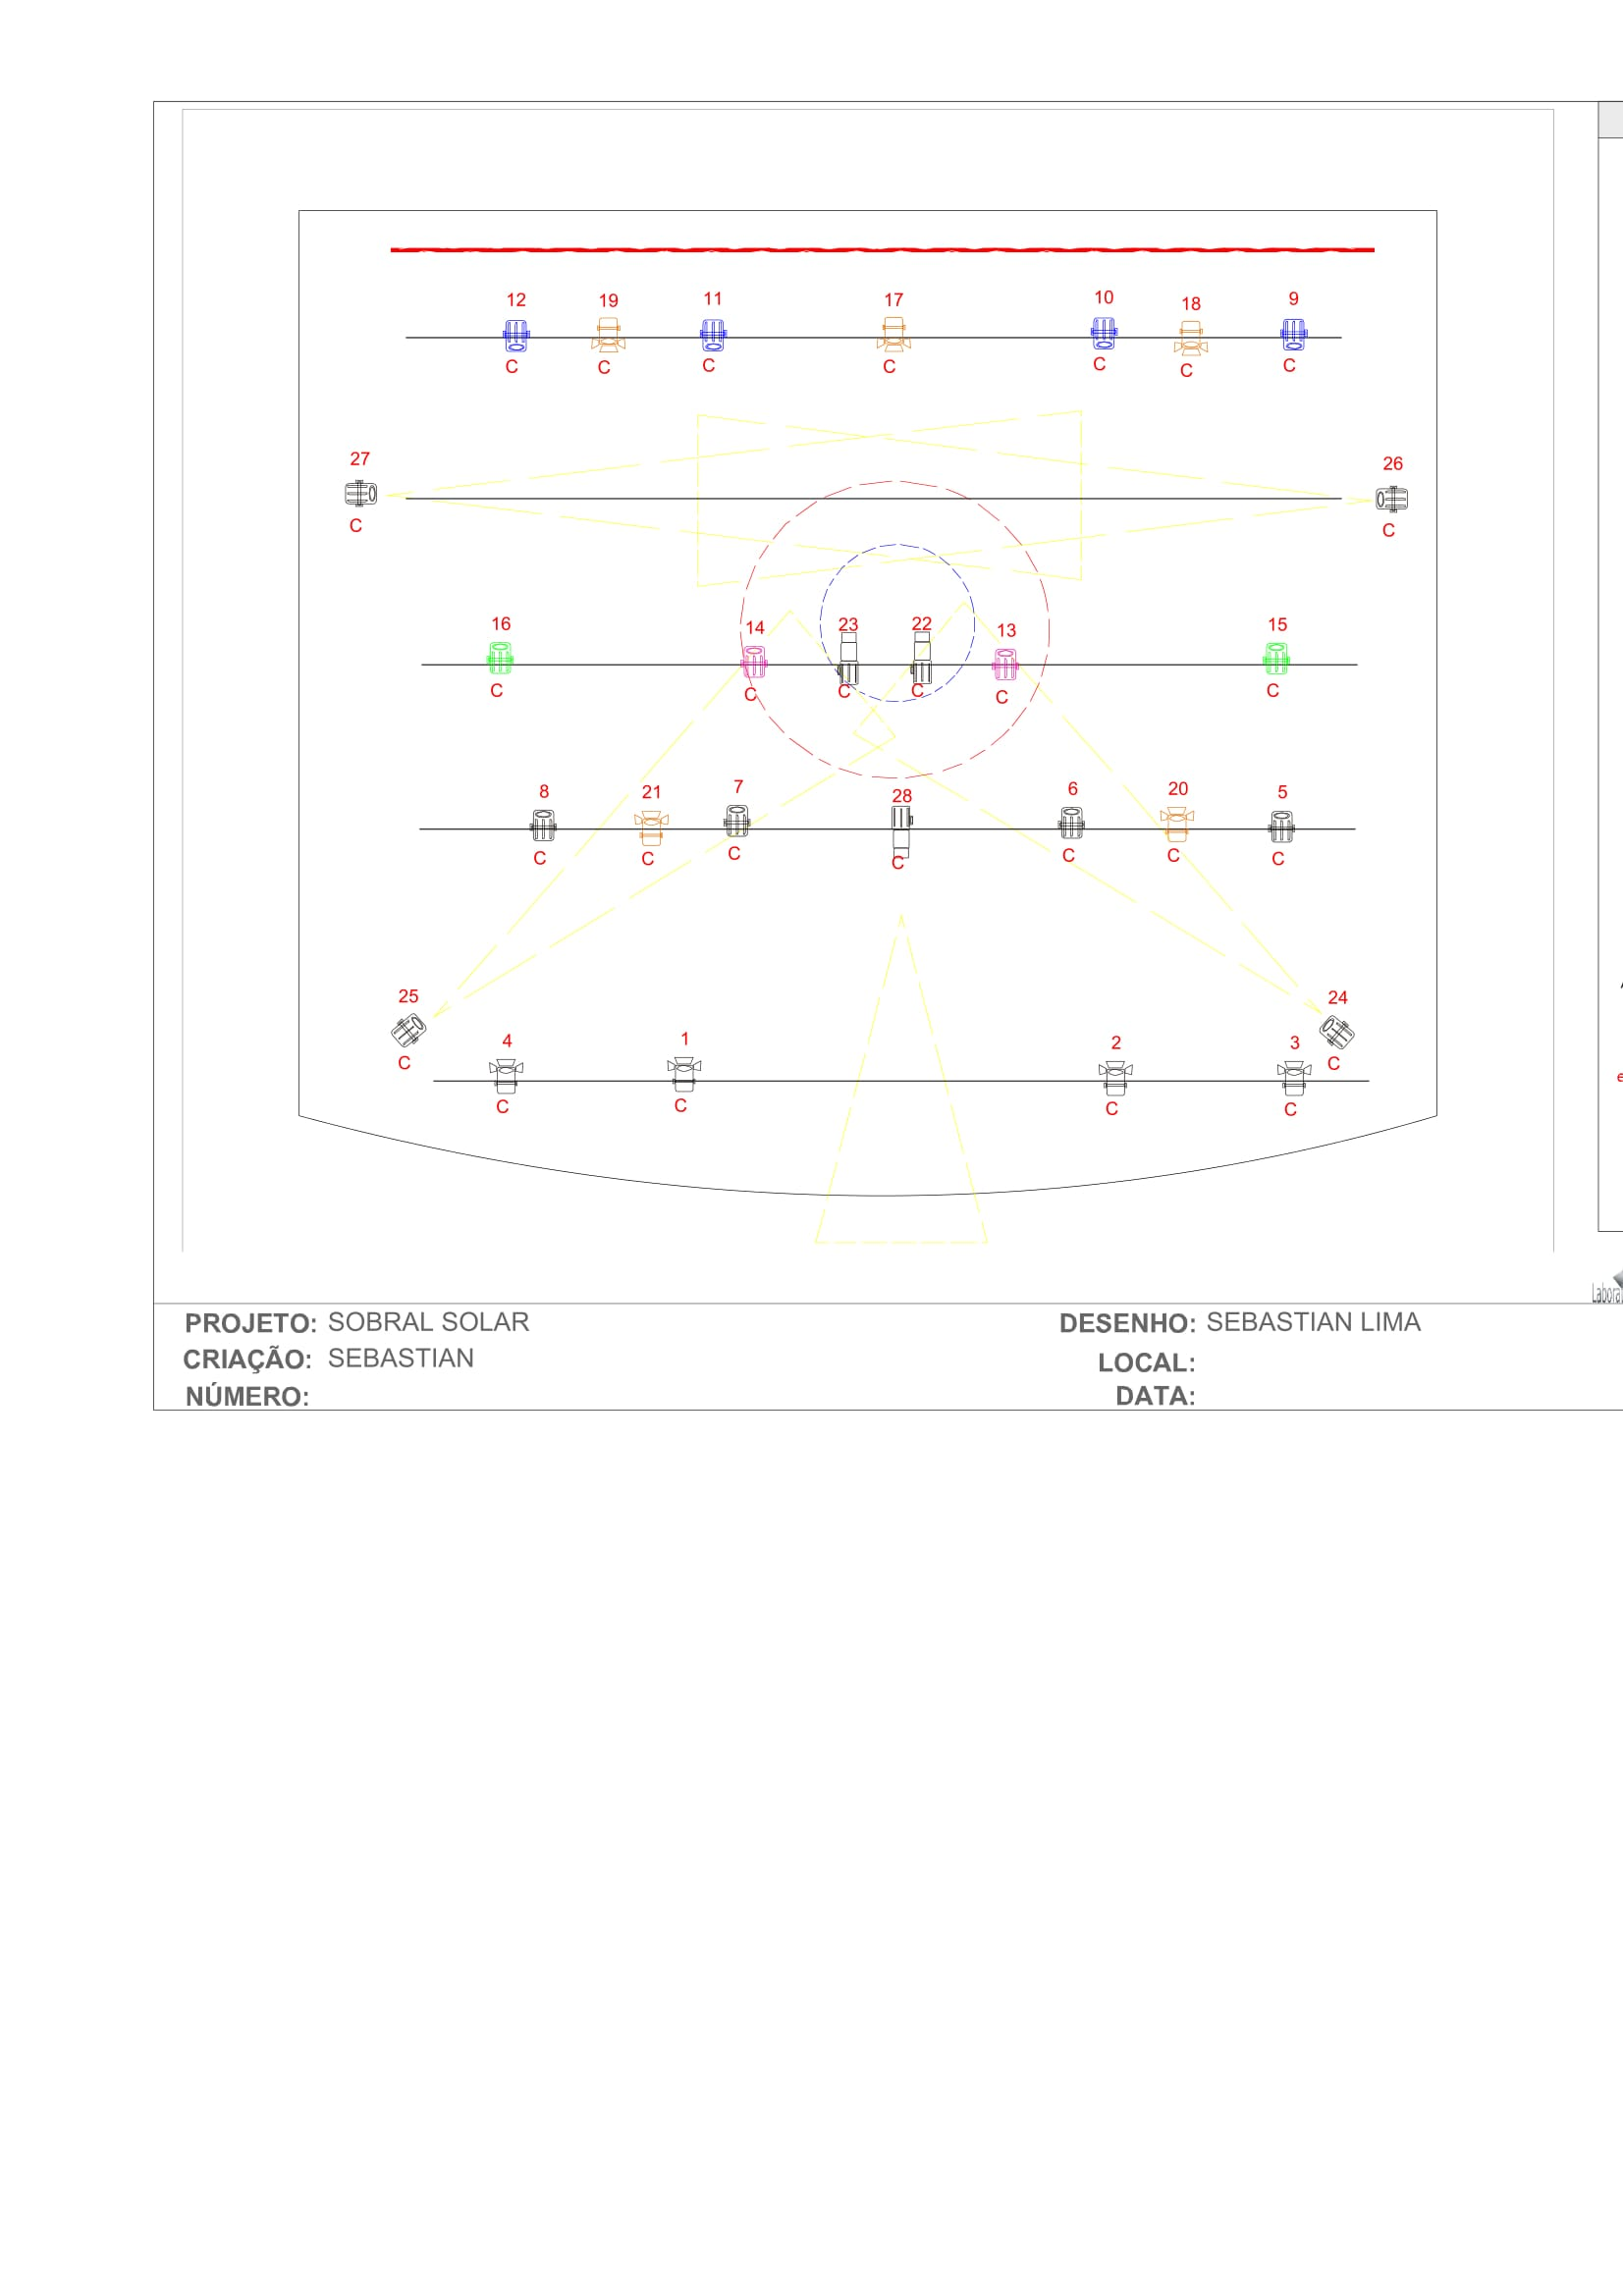 12 19 11 17 10 18 9
C C C C C C C
27 26
C C
16 14 23 22 13 15
C C C C C C
8 21 7 28 6 20 5
C C C C C C C
25 24
C C
4 1 2 3
C C C C
Labora
PROJETO: SOBRAL SOLAR
CRIAÇÃO: SEBASTIAN
NÚMERO:
DESENHO: SEBASTIAN LIMA
LOCAL:
DATA: